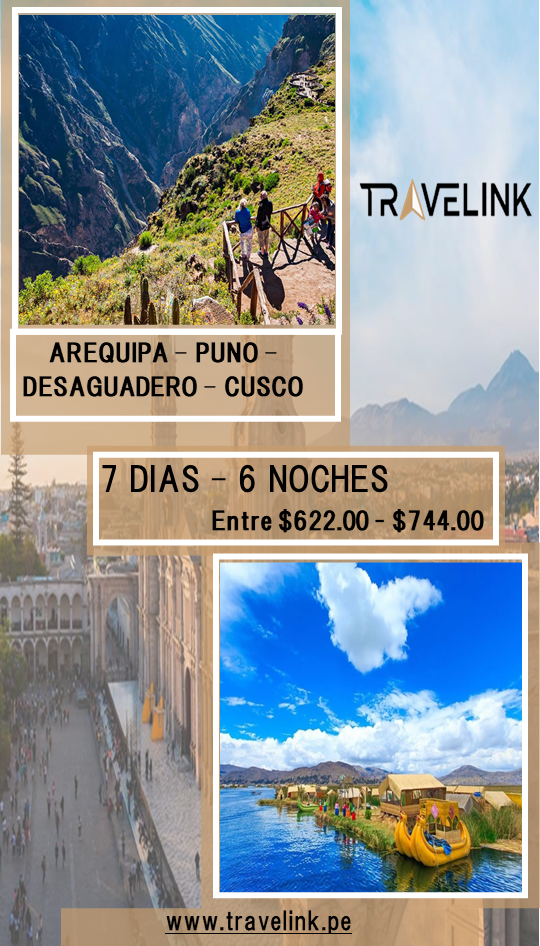 TRAVELINK
AREQUIPA - PUNO -
DESAGUADERO - CUSCO
7 DIAS - 6 NOCHES
Entre $622.00 - $744.00
www.travelink.pe